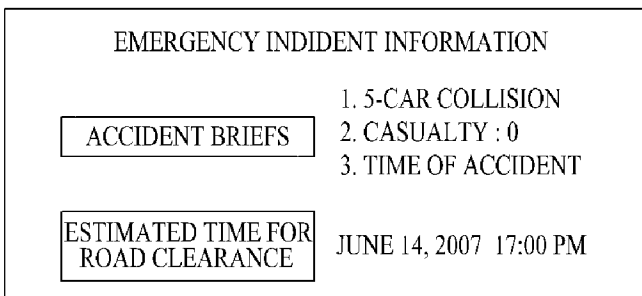 EMERGENCY INDIDENT INFORMATION
ACCIDENT BRIEFS
1. 5-CAR COLLISION
2. CASUALTY : 0
3. TIME OF ACCIDENT
ESTIMATED TIME FOR
ROAD CLEARANCE
JUNE 14, 2007 17:00 PM